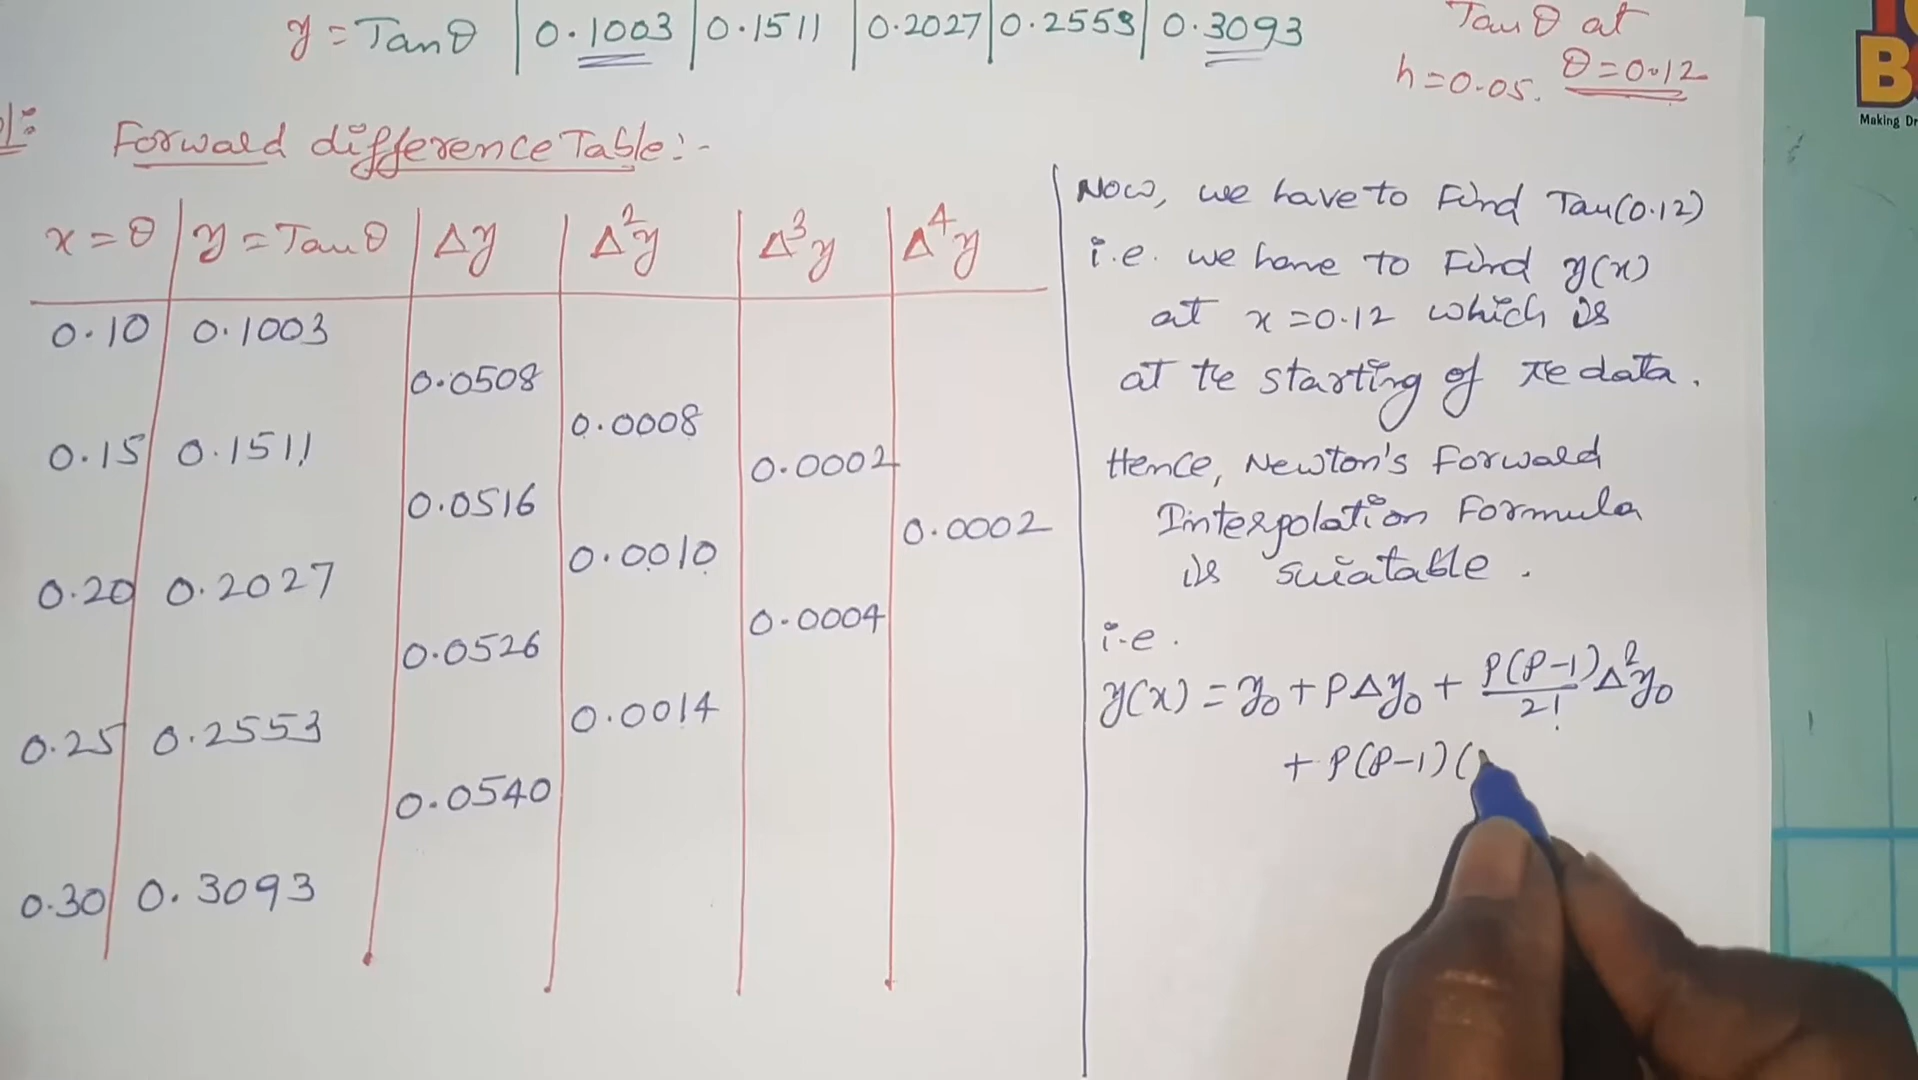 y = Tanθ | 0.1003 | 0.1511 | 0.2027 | 0.2553 | 0.3093
Tanθ at
h=0.05. θ=0.12
B
Making Dr
Forward difference Table:-
x=θ | y=Tanθ | Δy | Δ²y | Δ³y | Δ⁴y
0.10 0.1003
0.0508
0.0008
0.15 0.1511
0.0002
0.0516
0.0002
0.0010
0.20 0.2027
0.0004
0.0526
0.0014
0.25 0.2553
0.0540
0.30 0.3093
Now, we have to Find Tan(0.12)
i.e. we have to Find y(x)
at x=0.12 which is
at te starting of te data.
Hence, Newton's Forward
Interpolation Formula
is suiatable.
i.e.
y(x) = y₀ + PΔy₀ + P(P-1)/2! Δ²y₀
+ P(P-1)(